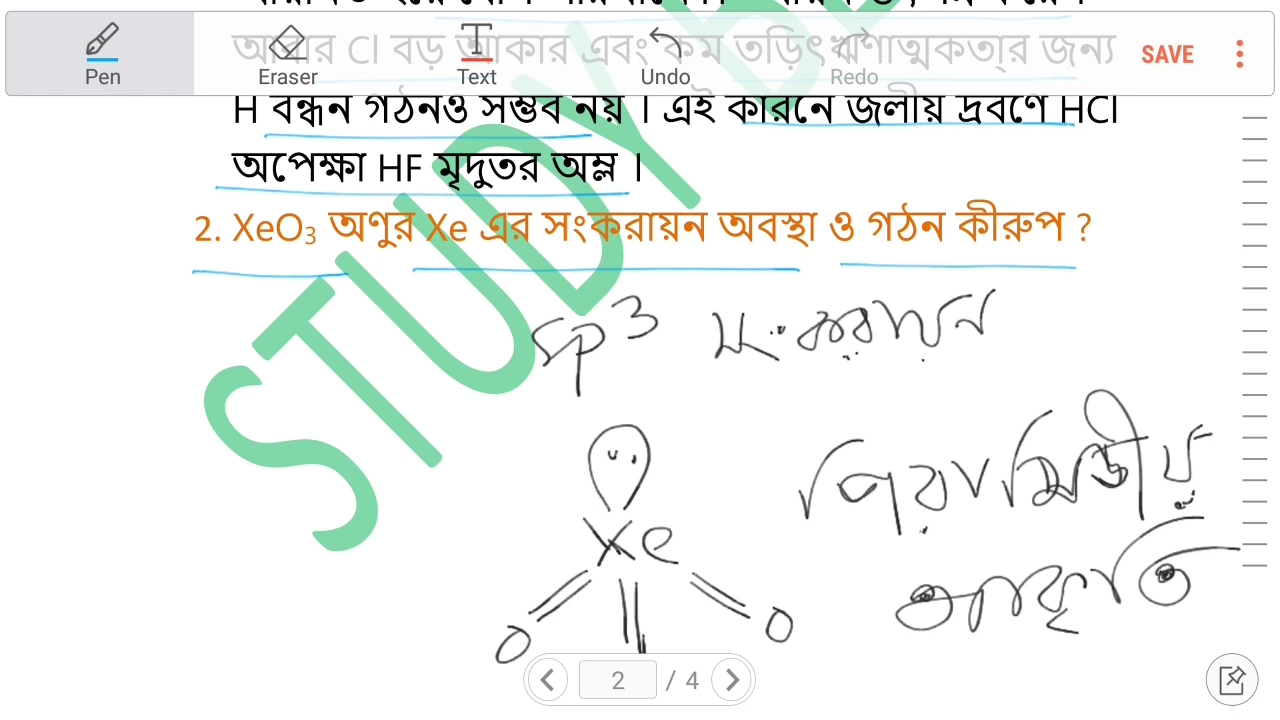 আবার Cl বড় আকার এবং কম তড়িৎঋণাত্মকতার জন্য
Pen
Eraser
Text
Undo
Redo
SAVE
H বন্ধন গঠনও সম্ভব নয় । এই কারনে জলীয় দ্রবণে HCl
অপেক্ষা HF মৃদুতর অম্ল ।
2. XeO₃ অণুর Xe এর সংকরায়ন অবস্থা ও গঠন কীরুপ ?
sp³ সংকরায়ন
Xe
O
O
পিরামিডীয়
আকৃতি
STUDY
2 / 4